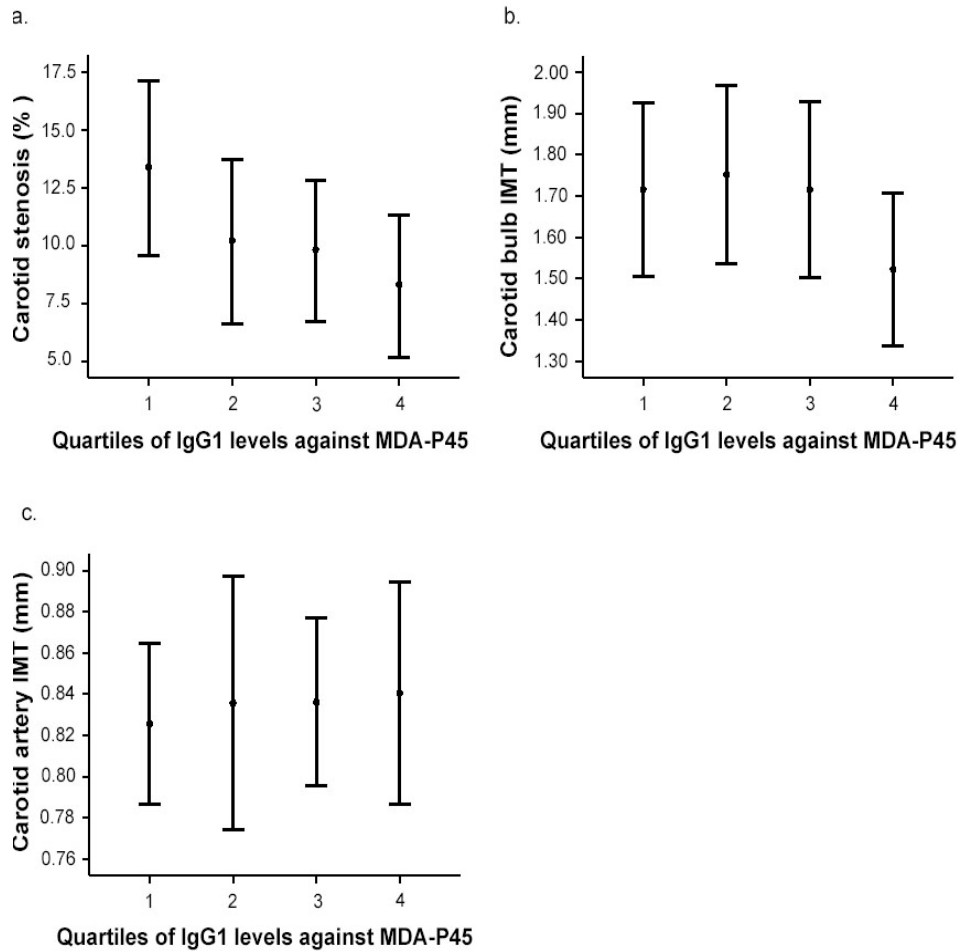 a.
Carotid stenosis (%)
17.5
15.0
12.5
10.0
7.5
5.0
1 2 3 4
Quartiles of IgG1 levels against MDA-P45
b.
Carotid bulb IMT (mm)
2.00
1.90
1.80
1.70
1.60
1.50
1.40
1.30
1 2 3 4
Quartiles of IgG1 levels against MDA-P45
c.
Carotid artery IMT (mm)
0.90
0.88
0.86
0.84
0.82
0.80
0.78
0.76
1 2 3 4
Quartiles of IgG1 levels against MDA-P45